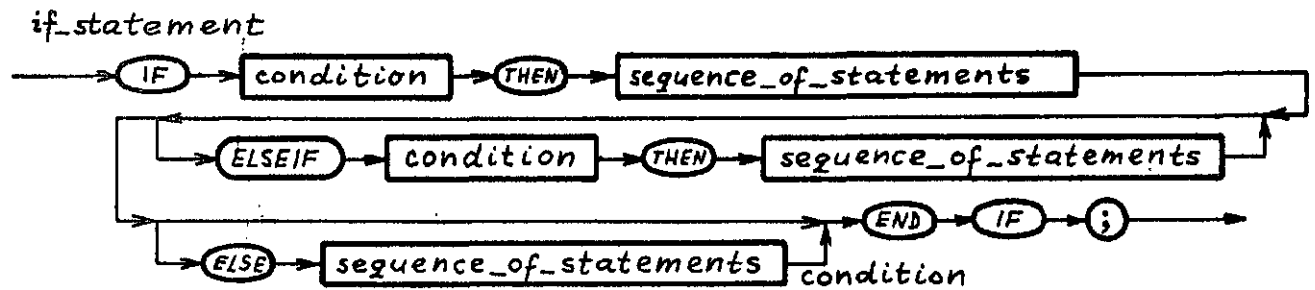 if_statement
IF condition THEN sequence_of_statements
ELSEIF condition THEN sequence_of_statements
END IF ;
ELSE sequence_of_statements condition